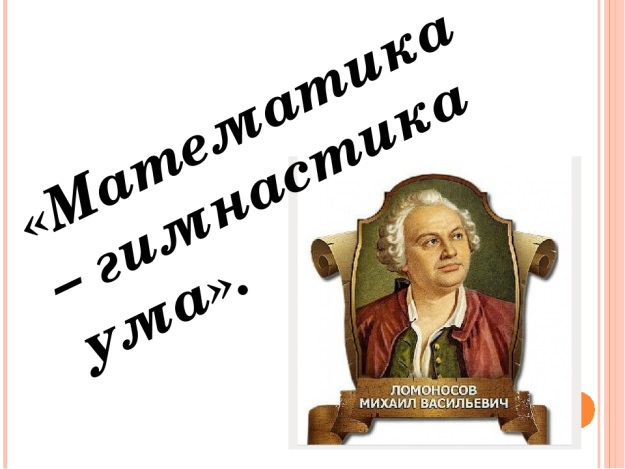 «Математика
– гимнастика
ума».
ЛОМОНОСОВ
МИХАИЛ ВАСИЛЬЕВИЧ